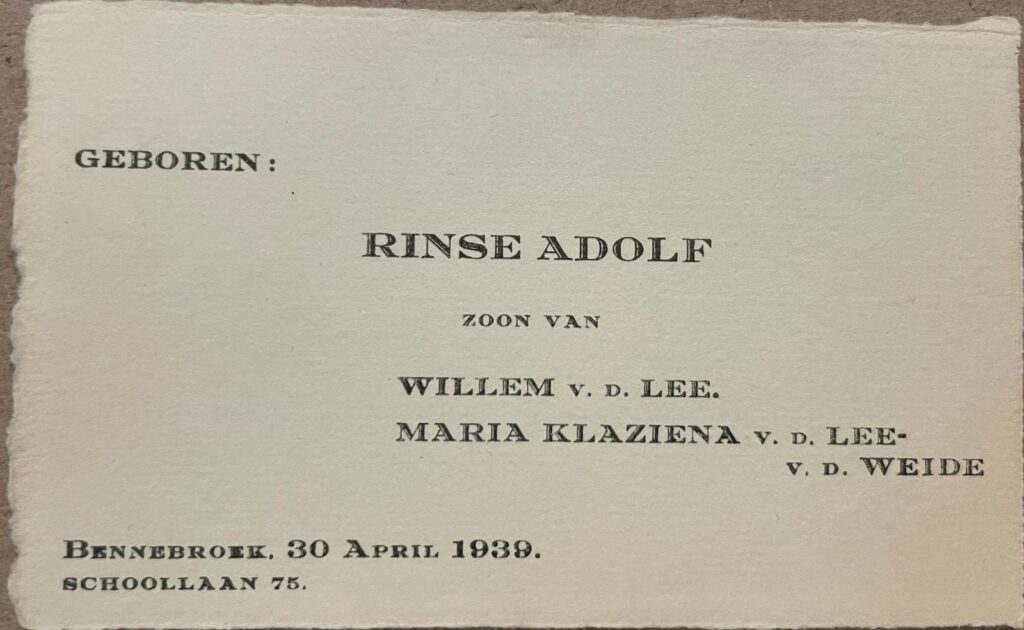 GEBOREN:
RINSE ADOLF
ZOON VAN
WILLEM V. D. LEE.
MARIA KLAZIENA V. D. LEE-
V. D. WEIDE
BENNEBROEK, 30 APRIL 1939.
SCHOOLLAAN 75.